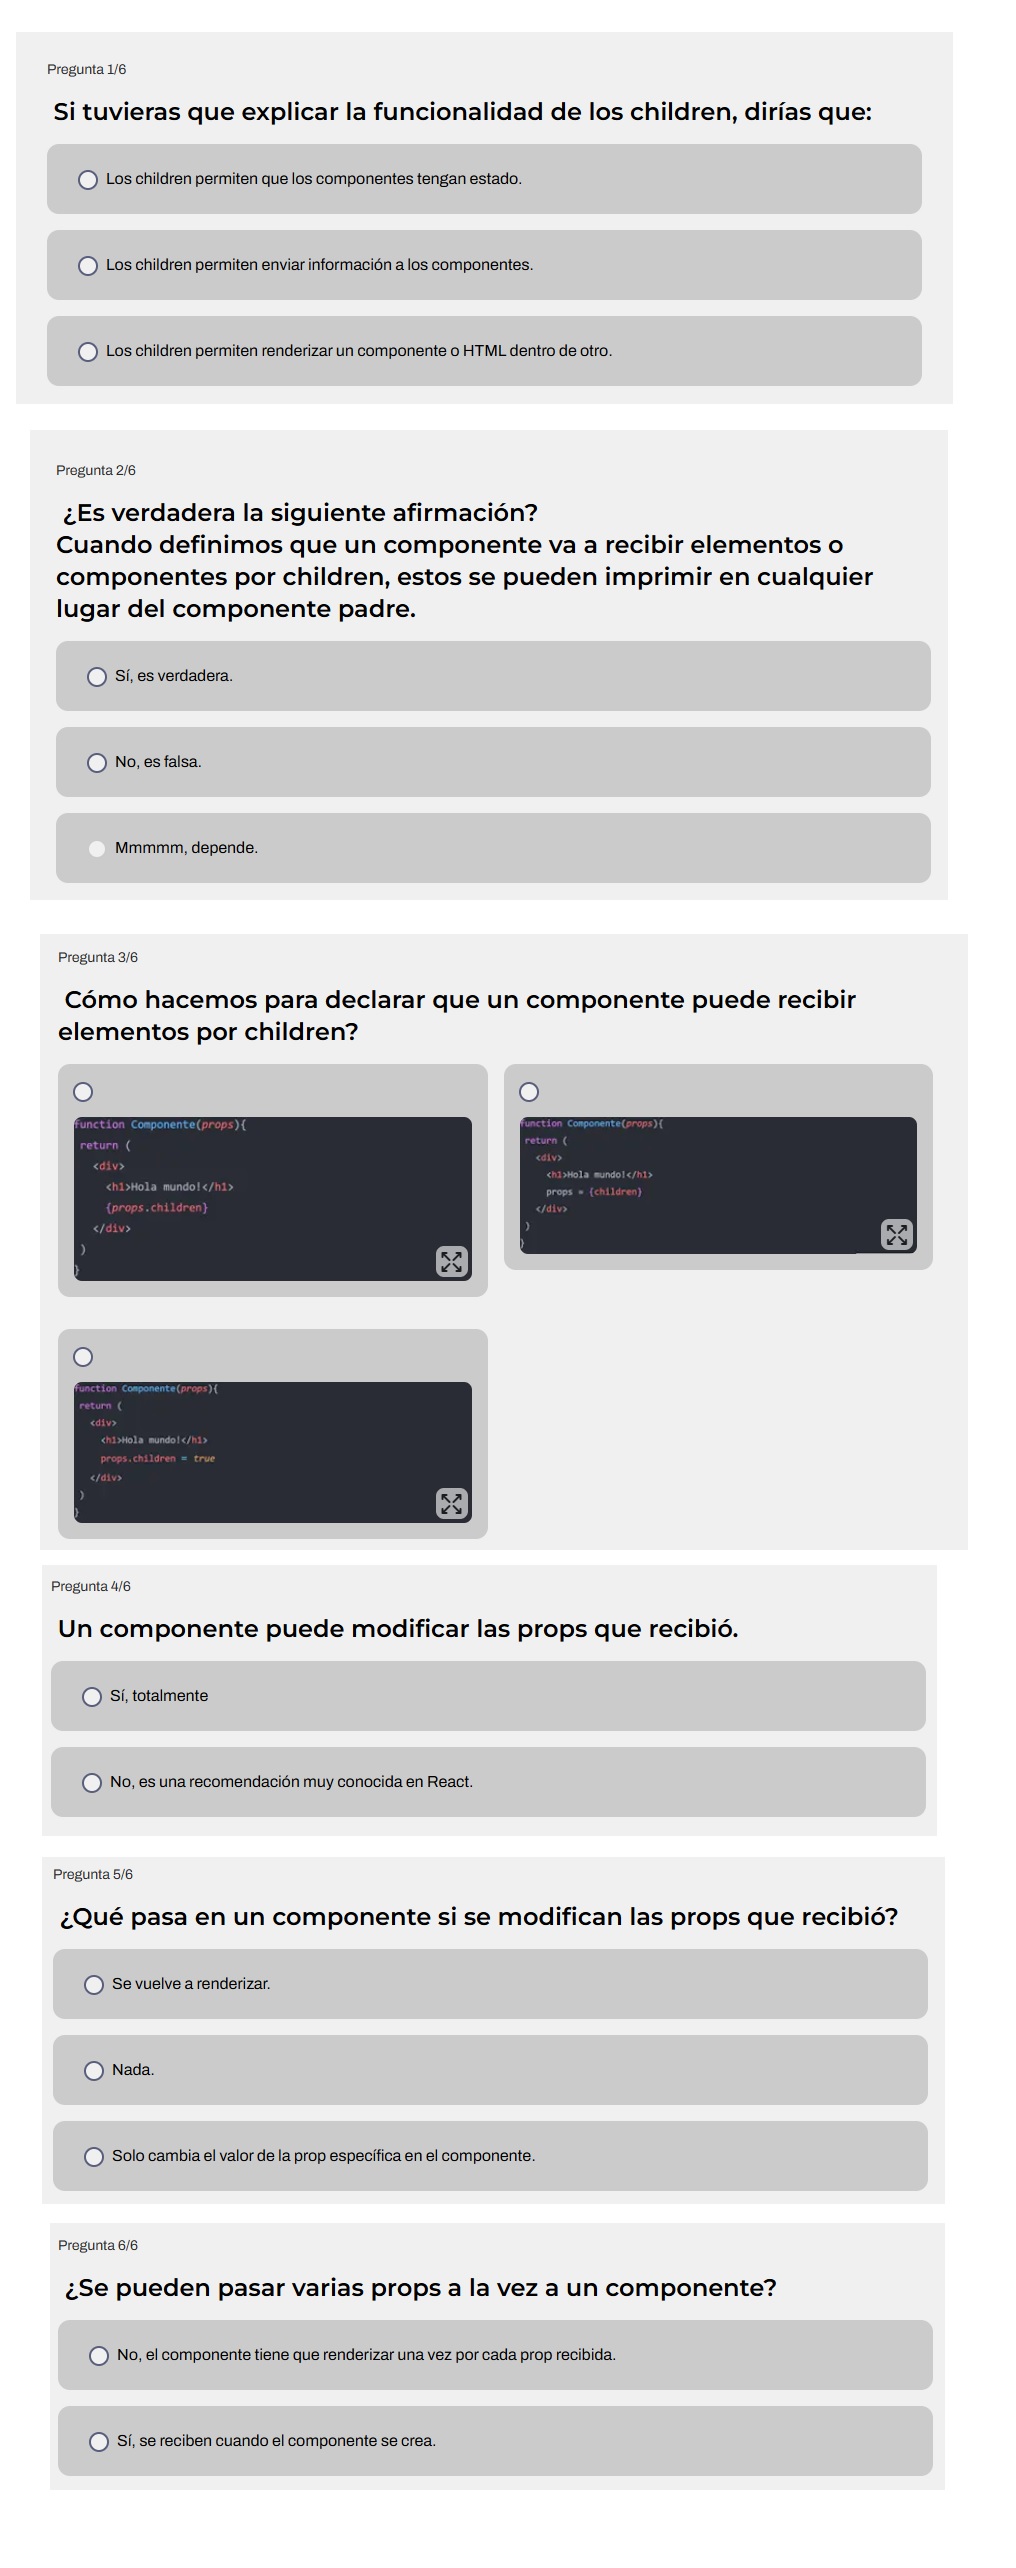 Pregunta 1/6
Si tuvieras que explicar la funcionalidad de los children, dirías que:
Los children permiten que los componentes tengan estado.
Los children permiten enviar información a los componentes.
Los children permiten renderizar un componente o HTML dentro de otro.
Pregunta 2/6
¿Es verdadera la siguiente afirmación?
Cuando definimos que un componente va a recibir elementos o
componentes por children, estos se pueden imprimir en cualquier
lugar del componente padre.
Sí, es verdadera.
No, es falsa.
Mmmmm, depende.
Pregunta 3/6
Cómo hacemos para declarar que un componente puede recibir
elementos por children?
function Componente(props){
return (
<div>
<h1>Hola mundo!</h1>
{props.children}
</div>
)
}
function Componente(props){
return (
<div>
<h1>Hola mundo!</h1>
props = {children}
</div>
)
}
function Componente(props){
return (
<div>
<h1>Hola mundo!</h1>
props.children = true
</div>
)
}
Pregunta 4/6
Un componente puede modificar las props que recibió.
Sí, totalmente
No, es una recomendación muy conocida en React.
Pregunta 5/6
¿Qué pasa en un componente si se modifican las props que recibió?
Se vuelve a renderizar.
Nada.
Solo cambia el valor de la prop específica en el componente.
Pregunta 6/6
¿Se pueden pasar varias props a la vez a un componente?
No, el componente tiene que renderizar una vez por cada prop recibida.
Sí, se reciben cuando el componente se crea.